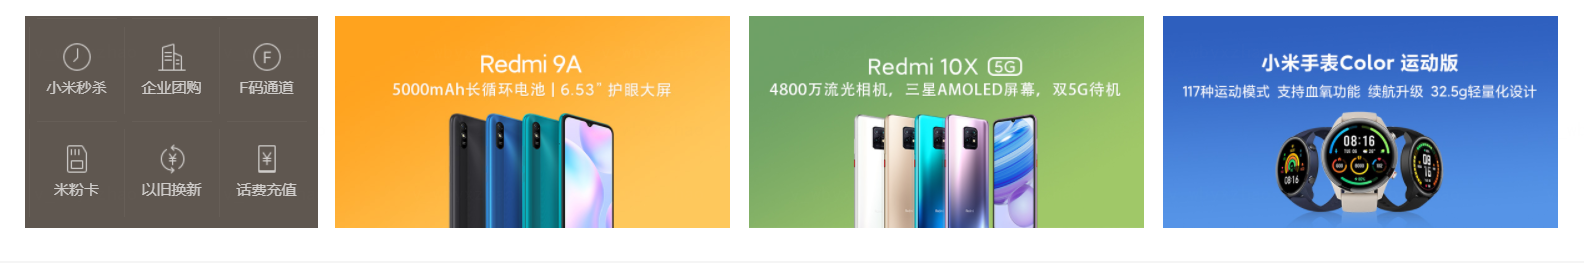 小米秒杀
企业团购
F码通道
米粉卡
以旧换新
话费充值
Redmi 9A
5000mAh长循环电池 | 6.53" 护眼大屏
Redmi 10X 5G
4800万流光相机，三星AMOLED屏幕，双5G待机
小米手表Color 运动版
117种运动模式 支持血氧功能 续航升级 32.5g轻量化设计
08:16
08:16